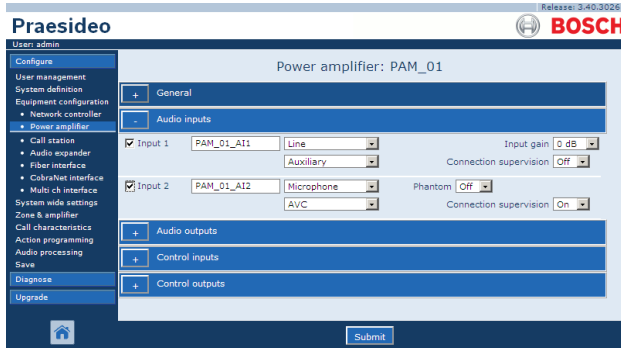 Release: 3.40.3026
Praesideo
BOSCH
User: admin
Configure
User management
System definition
Equipment configuration
• Network controller
• Power amplifier
• Call station
• Audio expander
• Fiber interface
• CobraNet interface
• Multi ch interface
System wide settings
Zone & amplifier
Call characteristics
Action programming
Audio processing
Save
Diagnose
Upgrade
Power amplifier: PAM_01
+ General
- Audio inputs
Input 1 PAM_01_AI1 Line Input gain 0 dB
Auxiliary Connection supervision Off
Input 2 PAM_01_AI2 Microphone Phantom Off
AVC Connection supervision On
+ Audio outputs
+ Control inputs
+ Control outputs
Submit